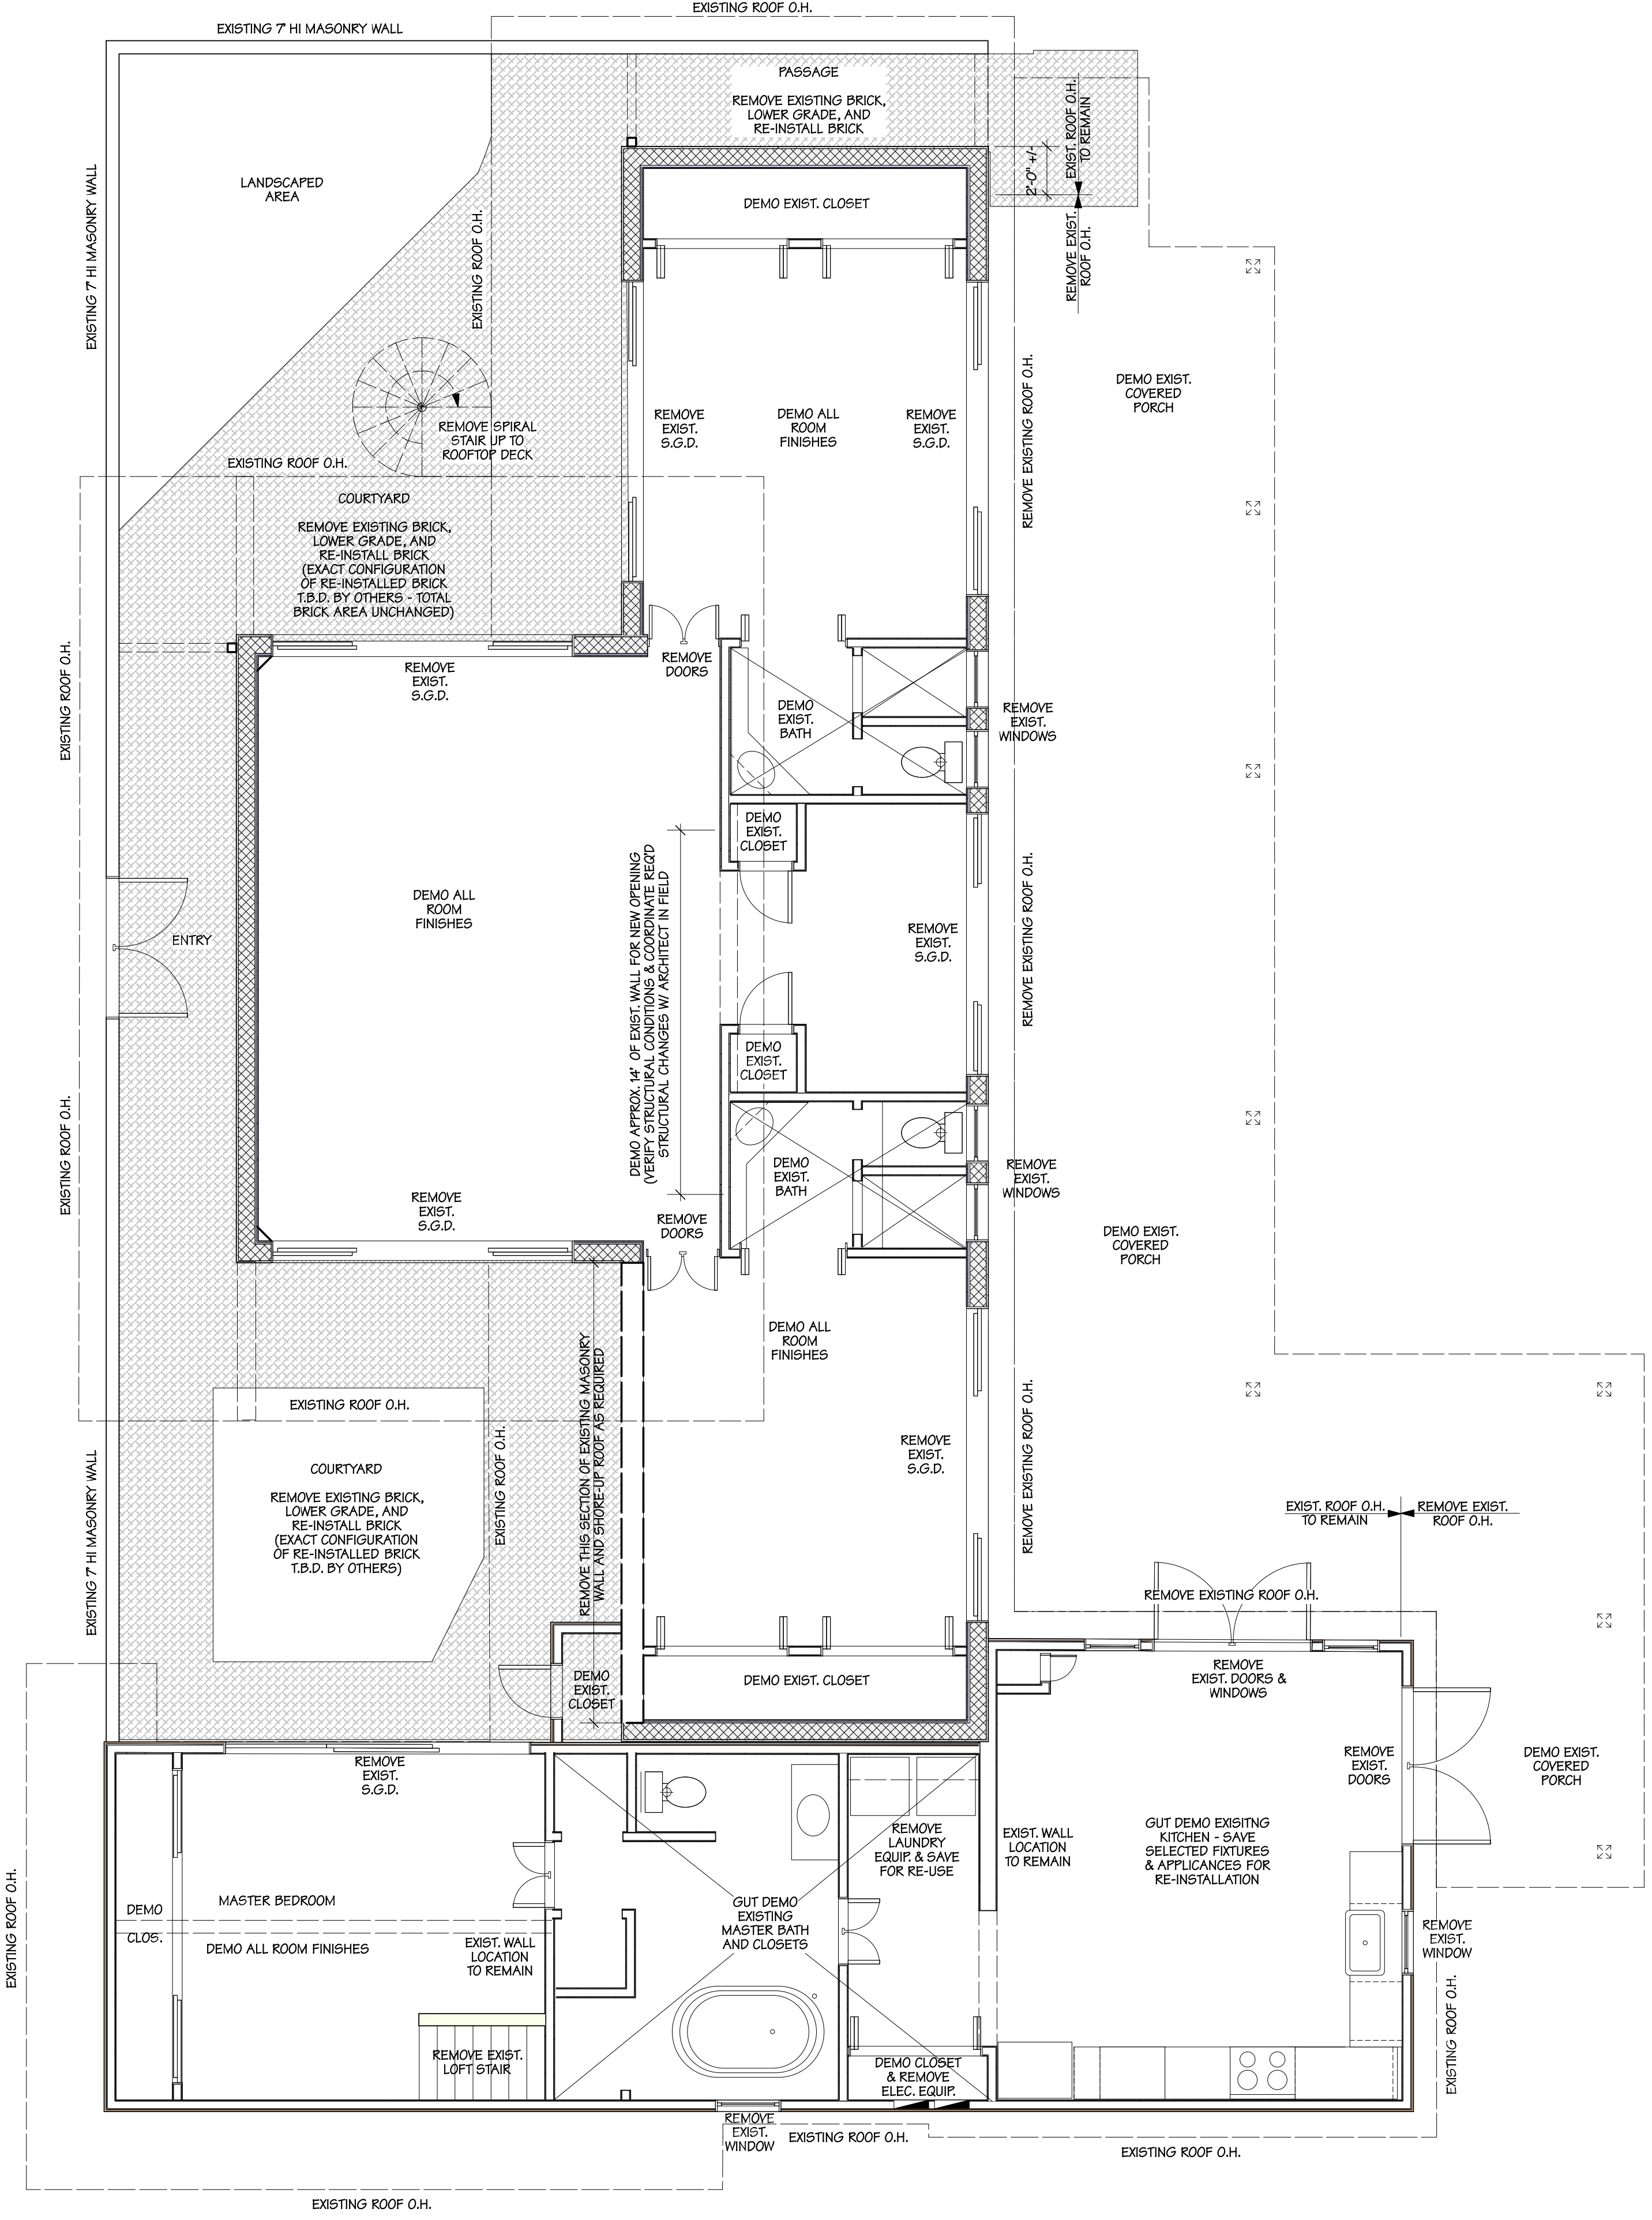 EXISTING ROOF O.H.
EXISTING 7' HI MASONRY WALL
PASSAGE
REMOVE EXISTING BRICK,
LOWER GRADE, AND
RE-INSTALL BRICK
EXIST. ROOF O.H.
TO REMAIN
2'-0" +/-
REMOVE EXIST.
ROOF O.H.
EXISTING 7' HI MASONRY WALL
LANDSCAPED
AREA
DEMO EXIST. CLOSET
EXISTING ROOF O.H.
DEMO EXIST.
COVERED
PORCH
REMOVE
EXIST.
S.G.D.
DEMO ALL
ROOM
FINISHES
REMOVE
EXIST.
S.G.D.
REMOVE EXISTING ROOF O.H.
REMOVE SPIRAL
STAIR UP TO
ROOFTOP DECK
EXISTING ROOF O.H.
COURTYARD
REMOVE EXISTING BRICK,
LOWER GRADE, AND
RE-INSTALL BRICK
(EXACT CONFIGURATION
OF RE-INSTALLED BRICK
T.B.D. BY OTHERS - TOTAL
BRICK AREA UNCHANGED)
EXISTING ROOF O.H.
REMOVE
EXIST.
S.G.D.
REMOVE
DOORS
DEMO
EXIST.
BATH
REMOVE
EXIST.
WINDOWS
DEMO
EXIST.
CLOSET
DEMO ALL
ROOM
FINISHES
ENTRY
DEMO APPROX. 14' OF EXIST. WALL FOR NEW OPENING
(VERIFY STRUCTURAL CONDITIONS & COORDINATE REQ'D
STRUCTURAL CHANGES W/ ARCHITECT IN FIELD
REMOVE
EXIST.
S.G.D.
REMOVE EXISTING ROOF O.H.
DEMO
EXIST.
CLOSET
EXISTING ROOF O.H.
DEMO
EXIST.
BATH
REMOVE
EXIST.
WINDOWS
REMOVE
EXIST.
S.G.D.
REMOVE
DOORS
DEMO EXIST.
COVERED
PORCH
DEMO ALL
ROOM
FINISHES
REMOVE THIS SECTION OF EXISTING MASONRY
WALL AND SHORE-UP ROOF AS REQUIRED
EXISTING ROOF O.H.
EXISTING ROOF O.H.
REMOVE
EXIST.
S.G.D.
REMOVE EXISTING ROOF O.H.
EXISTING 7' HI MASONRY WALL
COURTYARD
REMOVE EXISTING BRICK,
LOWER GRADE, AND
RE-INSTALL BRICK
(EXACT CONFIGURATION
OF RE-INSTALLED BRICK
T.B.D. BY OTHERS)
EXIST. ROOF O.H.
TO REMAIN
REMOVE EXIST.
ROOF O.H.
REMOVE EXISTING ROOF O.H.
DEMO
EXIST.
CLOSET
DEMO EXIST. CLOSET
REMOVE
EXIST. DOORS &
WINDOWS
REMOVE
EXIST.
S.G.D.
REMOVE
EXIST.
DOORS
DEMO EXIST.
COVERED
PORCH
REMOVE
LAUNDRY
EQUIP. & SAVE
FOR RE-USE
EXIST. WALL
LOCATION
TO REMAIN
GUT DEMO EXISITNG
KITCHEN - SAVE
SELECTED FIXTURES
& APPLICANCES FOR
RE-INSTALLATION
EXISTING ROOF O.H.
DEMO
CLOS.
MASTER BEDROOM
DEMO ALL ROOM FINISHES
EXIST. WALL
LOCATION
TO REMAIN
GUT DEMO
EXISTING
MASTER BATH
AND CLOSETS
REMOVE
EXIST.
WINDOW
EXISTING ROOF O.H.
REMOVE EXIST.
LOFT STAIR
DEMO CLOSET
& REMOVE
ELEC. EQUIP.
REMOVE
EXIST.
WINDOW
EXISTING ROOF O.H.
EXISTING ROOF O.H.
EXISTING ROOF O.H.